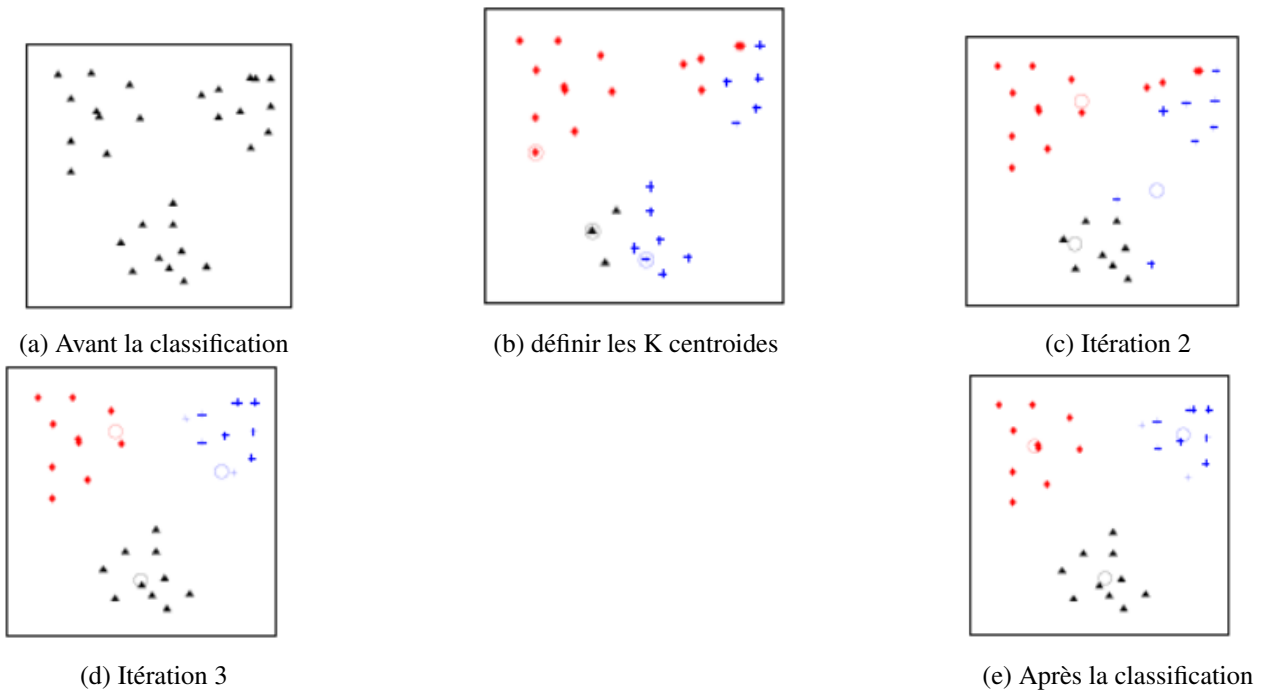 (a) Avant la classification
(b) définir les K centroides
(c) Itération 2
(d) Itération 3
(e) Après la classification